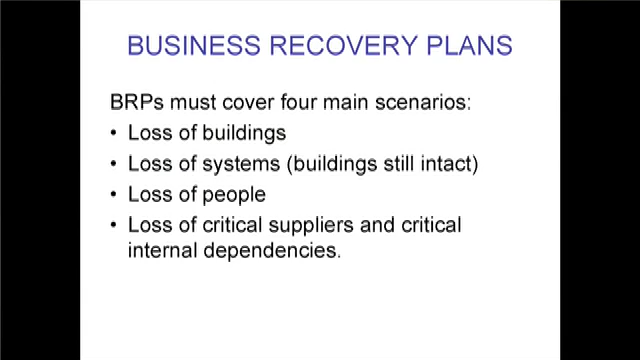 BUSINESS RECOVERY PLANS
BRPs must cover four main scenarios:
• Loss of buildings
• Loss of systems (buildings still intact)
• Loss of people
• Loss of critical suppliers and critical
internal dependencies.